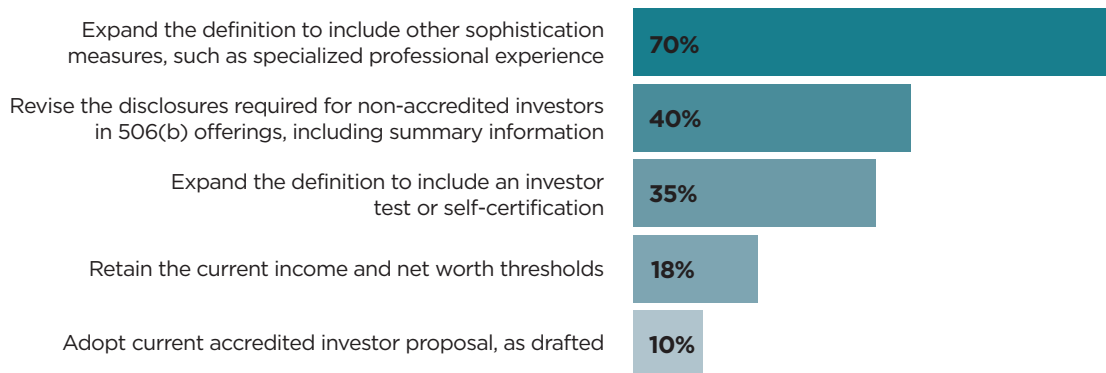 Expand the definition to include other sophistication
measures, such as specialized professional experience
70%
Revise the disclosures required for non-accredited investors
in 506(b) offerings, including summary information
40%
Expand the definition to include an investor
test or self-certification
35%
Retain the current income and net worth thresholds
18%
Adopt current accredited investor proposal, as drafted
10%